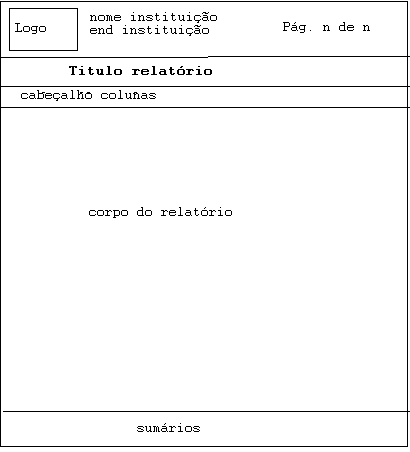 Logo
nome instituição
end instituição
Pág. n de n
Titulo relatório
cabeçalho colunas
corpo do relatório
sumários